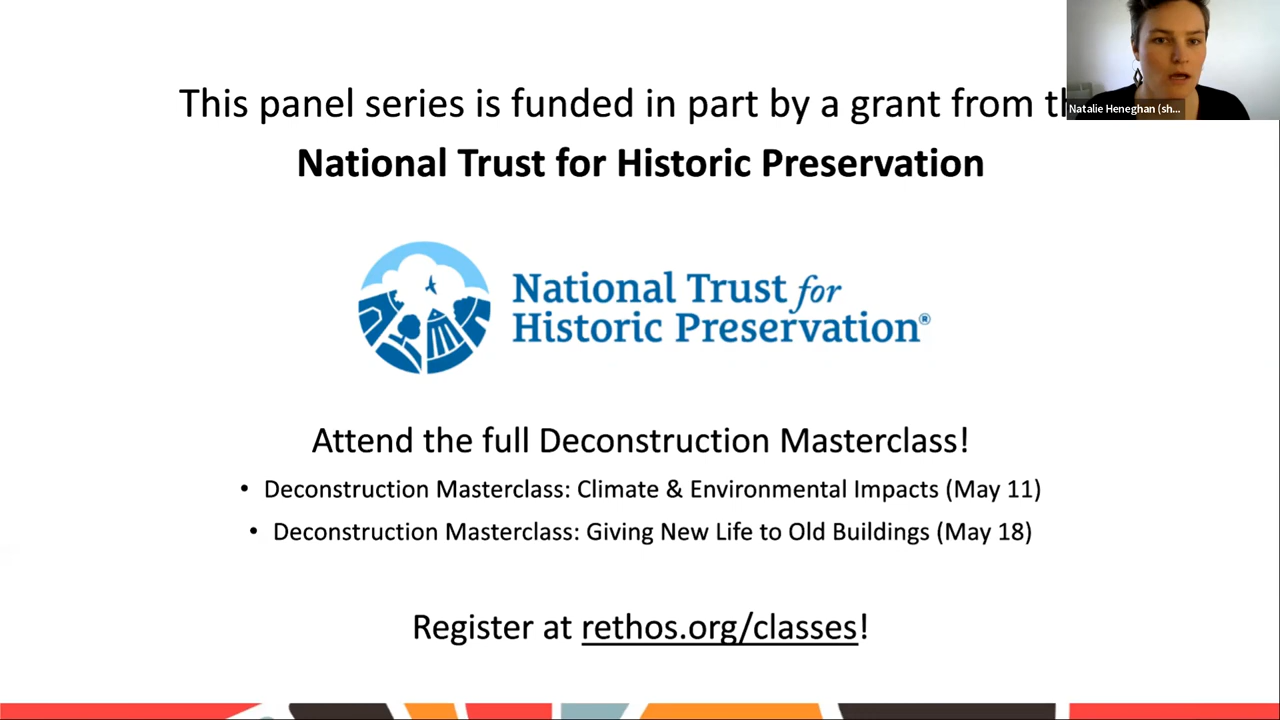 This panel series is funded in part by a grant from th
Natalie Heneghan (sh...
National Trust for Historic Preservation
National Trust for
Historic Preservation®
Attend the full Deconstruction Masterclass!
• Deconstruction Masterclass: Climate & Environmental Impacts (May 11)
• Deconstruction Masterclass: Giving New Life to Old Buildings (May 18)
Register at rethos.org/classes!